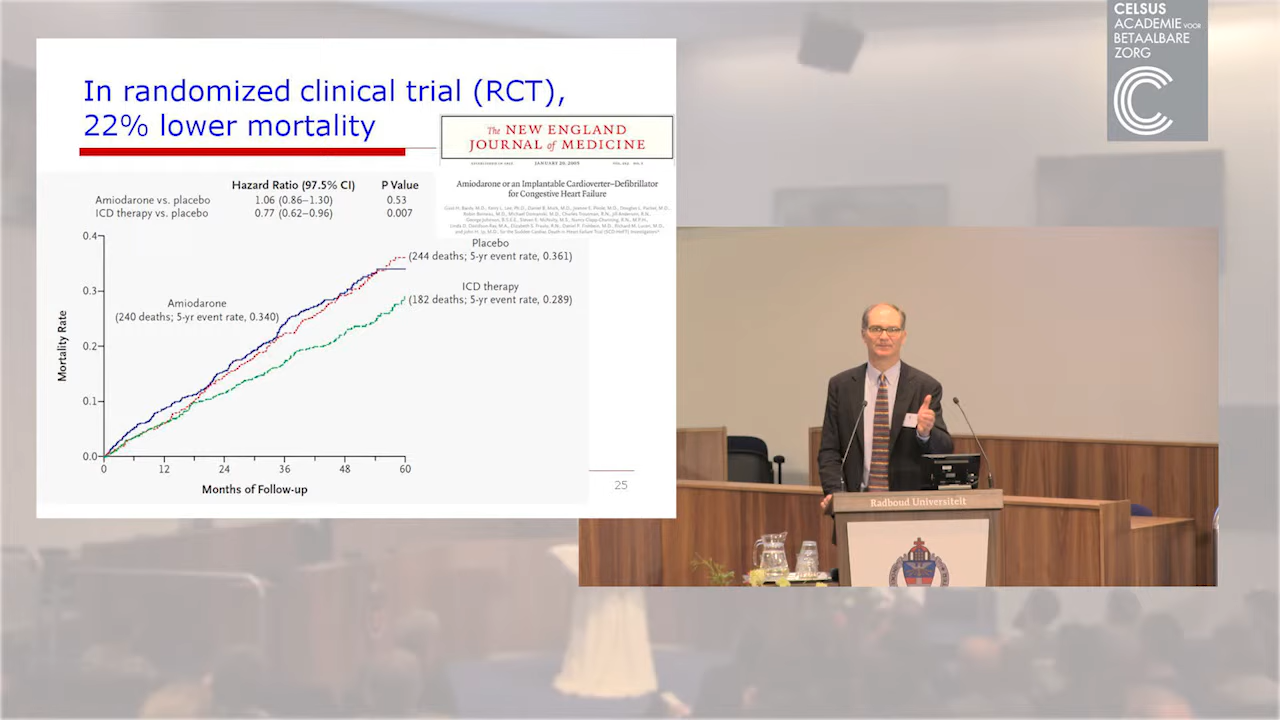 CELSUS
ACADEMIE VOOR
BETAALBARE
ZORG
In randomized clinical trial (RCT),
22% lower mortality
The NEW ENGLAND
JOURNAL of MEDICINE
JANUARY 20, 2005
Amiodarone or an Implantable Cardioverter–Defibrillator
for Congestive Heart Failure
Hazard Ratio (97.5% CI) P Value
Amiodarone vs. placebo 1.06 (0.86–1.30) 0.53
ICD therapy vs. placebo 0.77 (0.62–0.96) 0.007
Placebo
(244 deaths; 5-yr event rate, 0.361)
ICD therapy
(182 deaths; 5-yr event rate, 0.289)
Amiodarone
(240 deaths; 5-yr event rate, 0.340)
Mortality Rate
0.4
0.3
0.2
0.1
0.0
0 12 24 36 48 60
Months of Follow-up
25
Radboud Universiteit